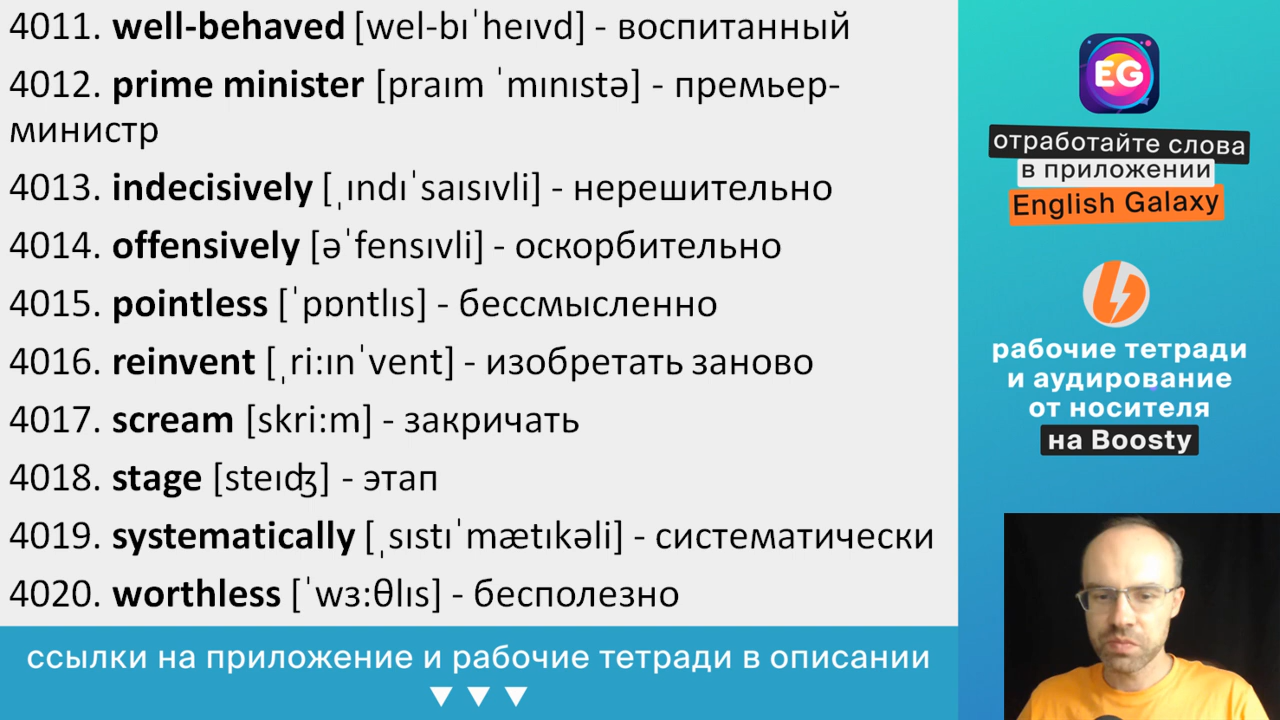 4011. well-behaved [wel-bɪˈheɪvd] - воспитанный
4012. prime minister [praɪm ˈmɪnɪstə] - премьер-
министр
4013. indecisively [ˌɪndɪˈsaɪsɪvli] - нерешительно
4014. offensively [əˈfensɪvli] - оскорбительно
4015. pointless [ˈpɒntlɪs] - бессмысленно
4016. reinvent [ˌri:ɪnˈvent] - изобретать заново
4017. scream [skri:m] - закричать
4018. stage [steɪʤ] - этап
4019. systematically [ˌsɪstɪˈmætɪkəli] - систематически
4020. worthless [ˈwɜ:θlɪs] - бесполезно
ссылки на приложение и рабочие тетради в описании
EG
отработайте слова
в приложении
English Galaxy
рабочие тетради
и аудирование
от носителя
на Boosty